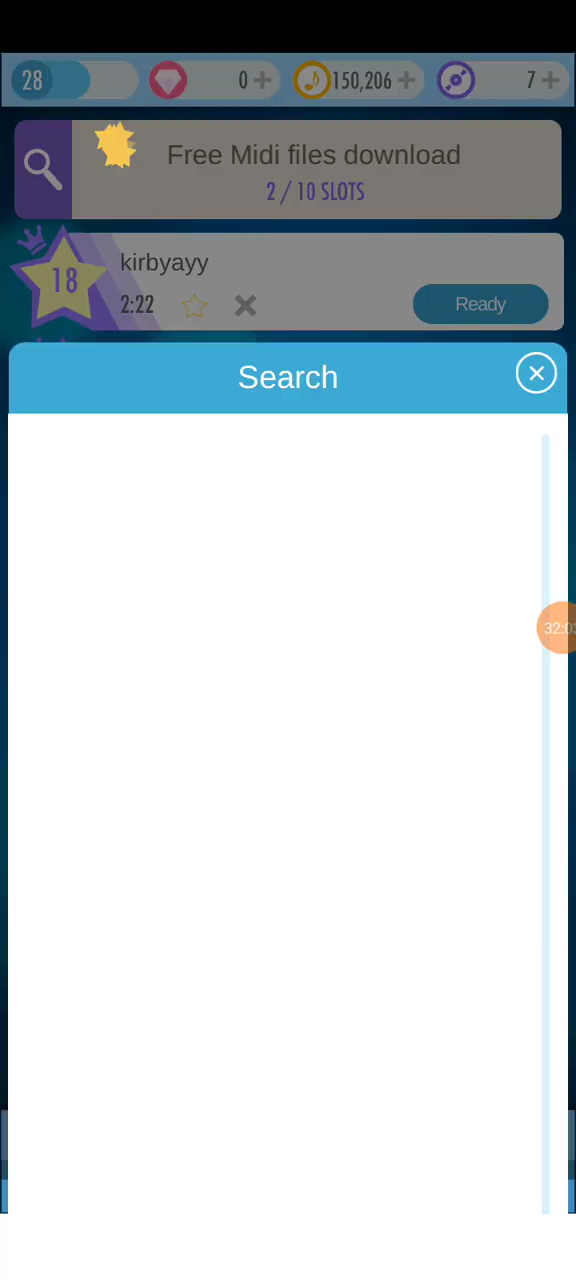 28
0
150,206
7
Free Midi files download
2 / 10 SLOTS
18
kirbyayy
2:22
Ready
Search